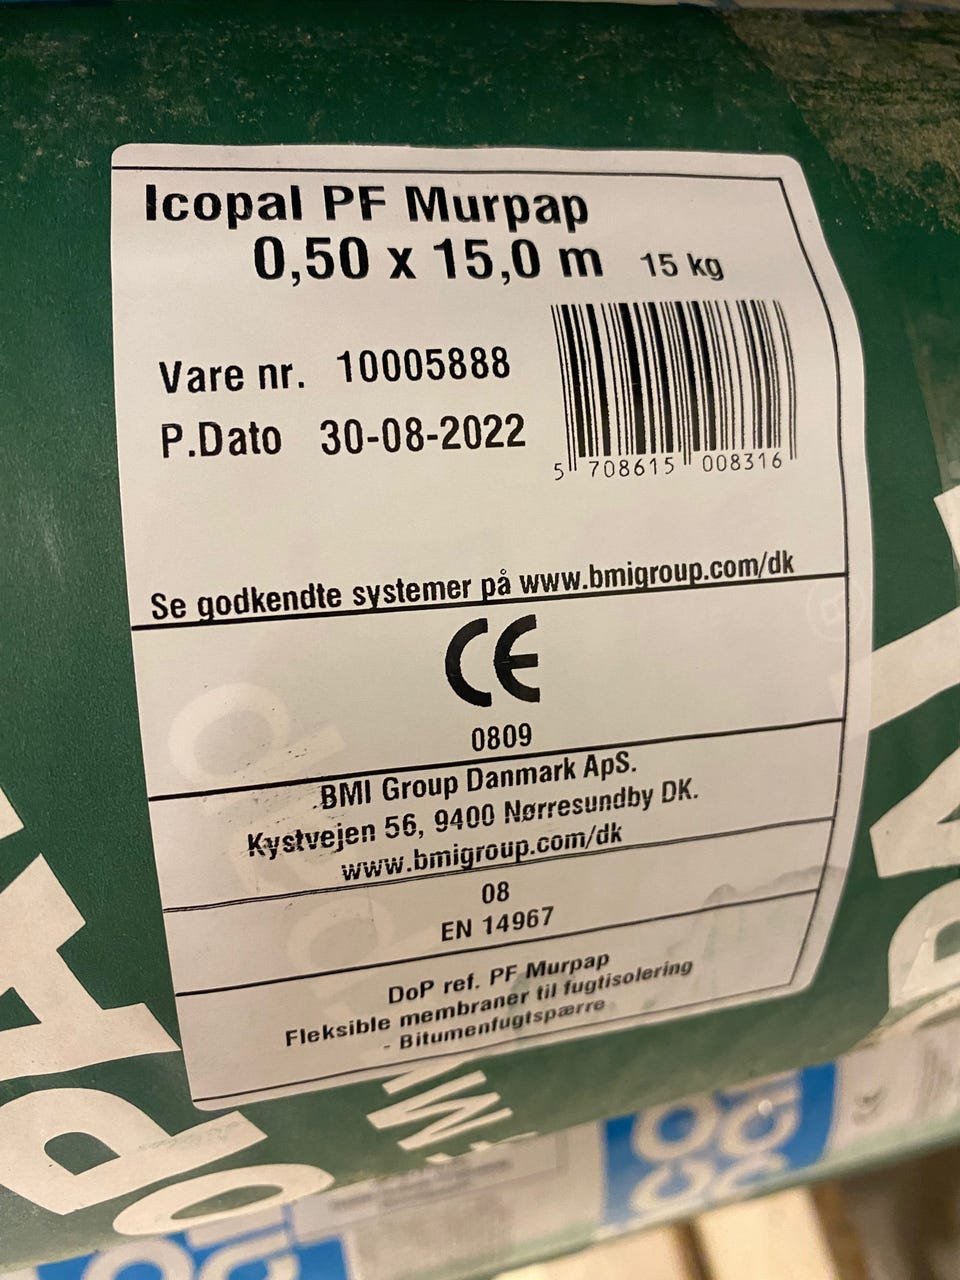 Icopal PF Murpap
0,50 x 15,0 m 15 kg
Vare nr. 10005888
P.Dato 30-08-2022
5 708615 008316
Se godkendte systemer på www.bmigroup.com/dk
CE
0809
BMI Group Danmark ApS.
Kystvejen 56, 9400 Nørresundby DK.
www.bmigroup.com/dk
08
EN 14967
DoP ref. PF Murpap
Fleksible membraner til fugtisolering
- Bitumenfugtspærre